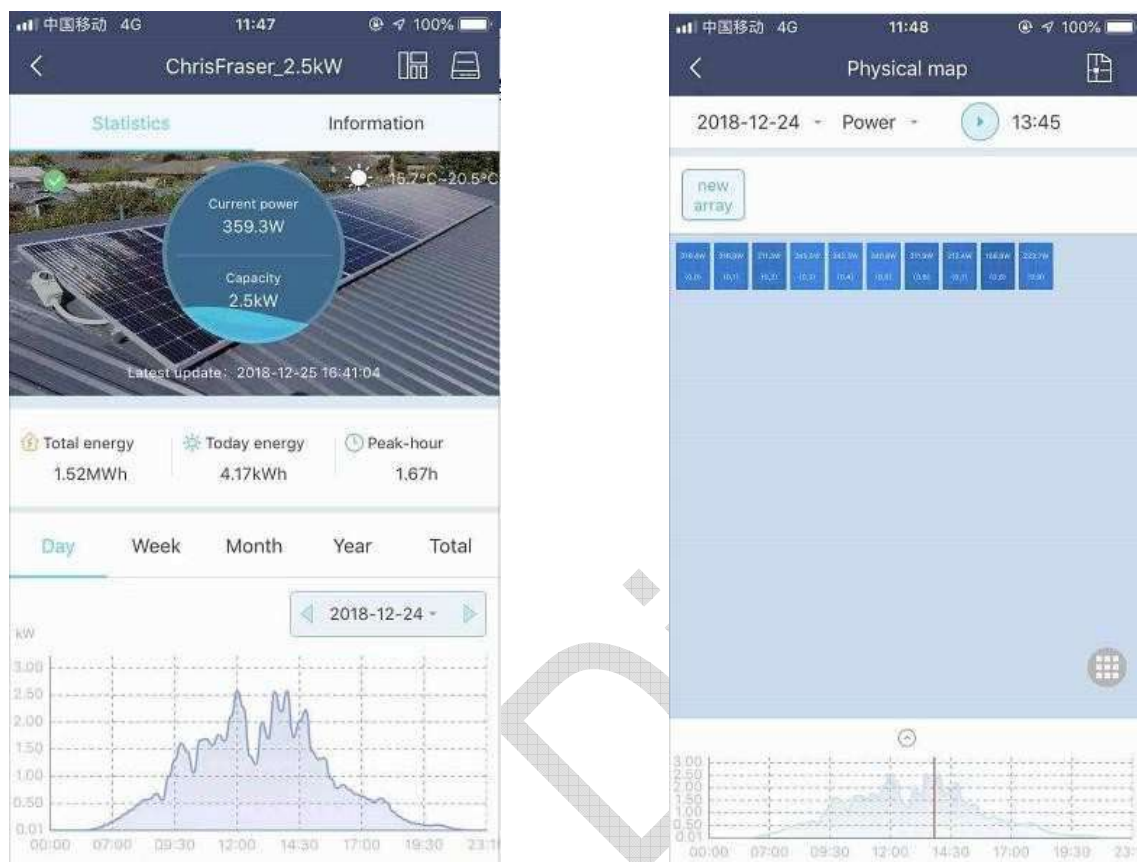 中国移动 4G 11:47 100%
ChrisFraser_2.5kW
Statistics Information
15.7°C~20.5°C
Current power
359.3W
Capacity
2.5kW
Latest update: 2018-12-25 16:41:04
Total energy Today energy Peak-hour
1.52MWh 4.17kWh 1.67h
Day Week Month Year Total
2018-12-24
kW
3.00
2.50
2.00
1.50
1.00
0.50
0.01
00:00 07:00 09:30 12:00 14:30 17:00 19:30
中国移动 4G 11:48 100%
Physical map
2018-12-24 Power 13:45
new
array
3.00
2.50
2.00
1.50
1.00
0.50
0.01
00:00 07:00 09:30 12:00 14:30 17:00 19:30 23: